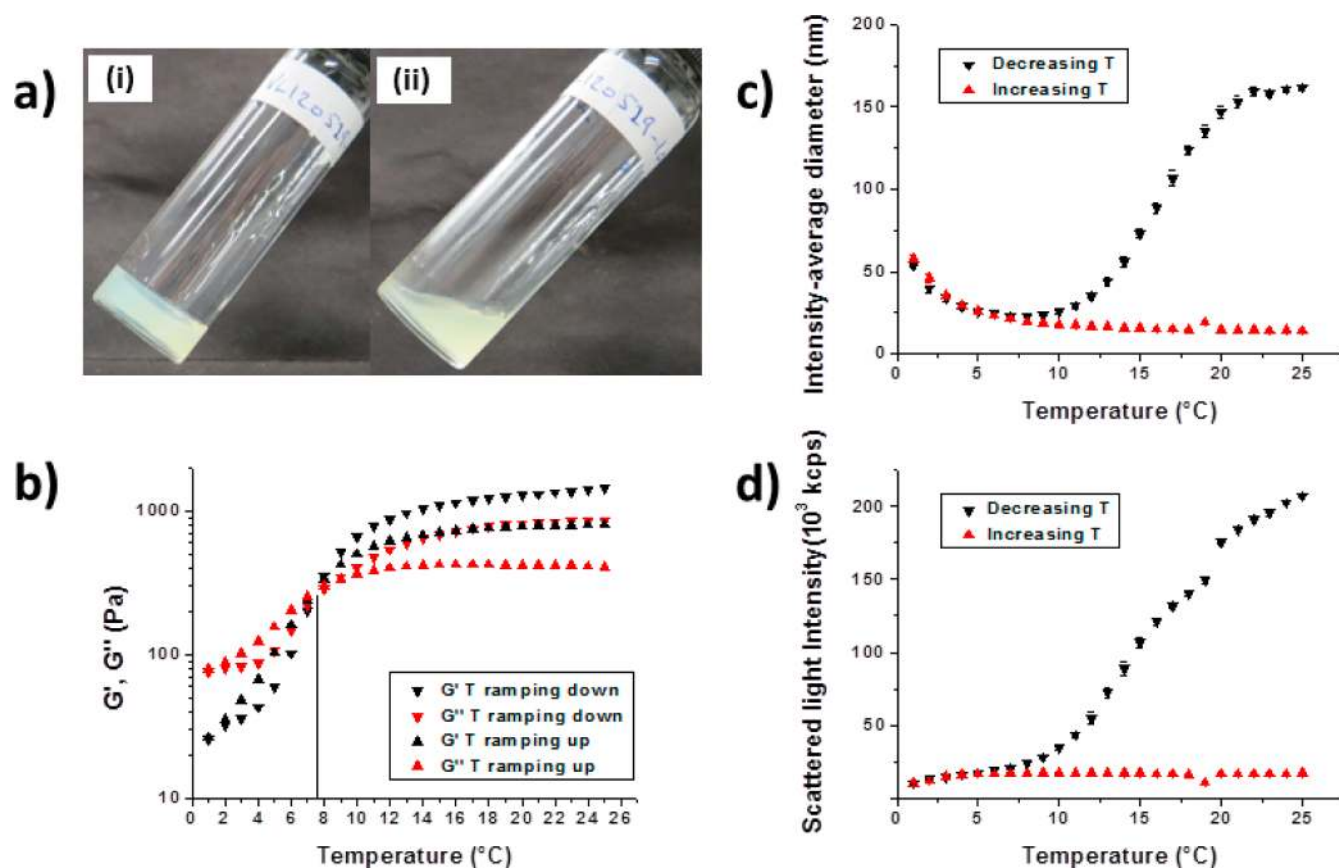 a)
(i)
(ii)
b)
G', G'' (Pa)
1000
100
10
G' T ramping down
G'' T ramping down
G' T ramping up
G'' T ramping up
0 2 4 6 8 10 12 14 16 18 20 22 24 26
Temperature (°C)
c)
Intensity-average diameter (nm)
200
150
100
50
0
Decreasing T
Increasing T
0 5 10 15 20 25
Temperature (°C)
d)
Scattered light Intensity(10³ kcps)
200
150
100
50
Decreasing T
Increasing T
0 5 10 15 20 25
Temperature (°C)